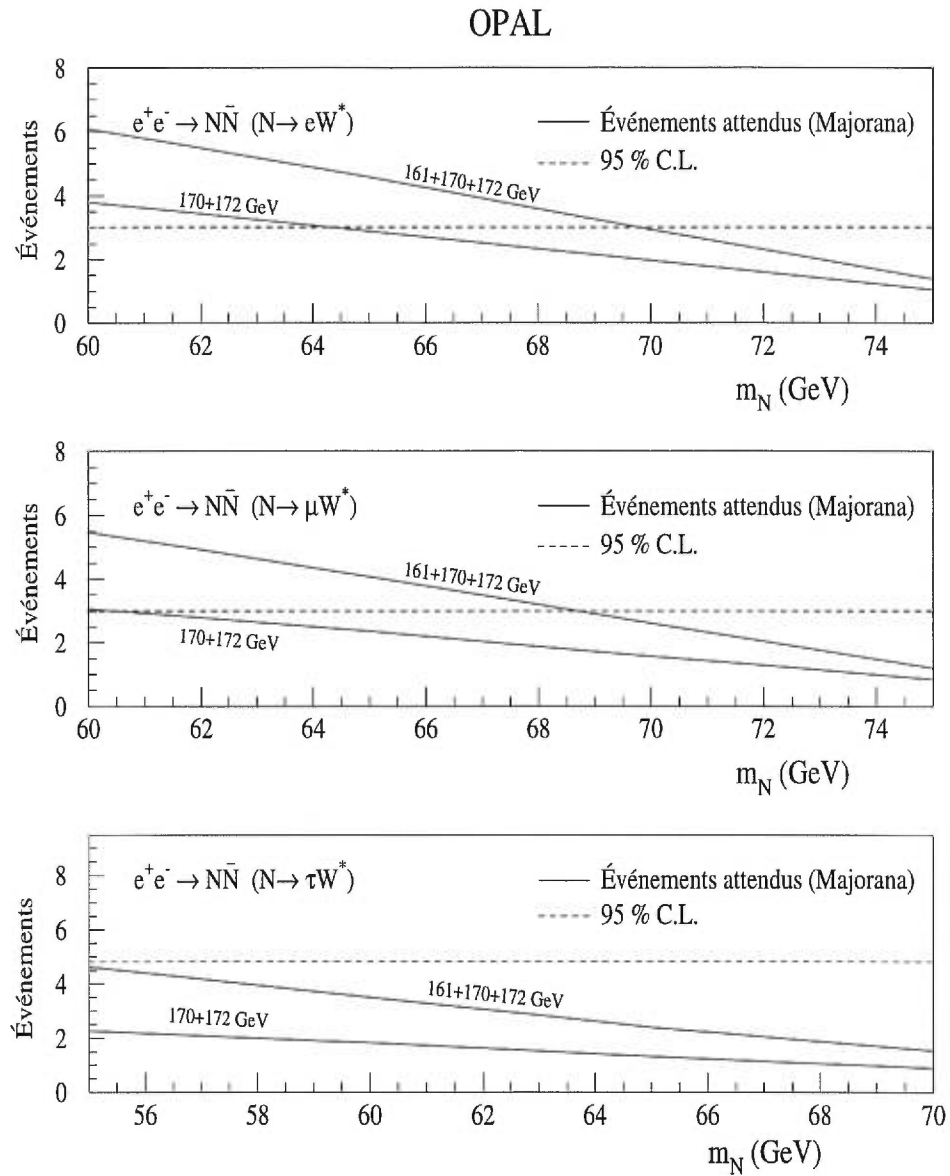 OPAL
e⁺e⁻ → NN̄ (N→ eW*)
Événements attendus (Majorana)
95 % C.L.
161+170+172 GeV
170+172 GeV
Événements
8
6
4
2
0
60 62 64 66 68 70 72 74
m_N (GeV)
e⁺e⁻ → NN̄ (N→ μW*)
Événements attendus (Majorana)
95 % C.L.
161+170+172 GeV
170+172 GeV
Événements
8
6
4
2
0
60 62 64 66 68 70 72 74
m_N (GeV)
e⁺e⁻ → NN̄ (N→ τW*)
Événements attendus (Majorana)
95 % C.L.
161+170+172 GeV
170+172 GeV
Événements
8
6
4
2
0
56 58 60 62 64 66 68 70
m_N (GeV)